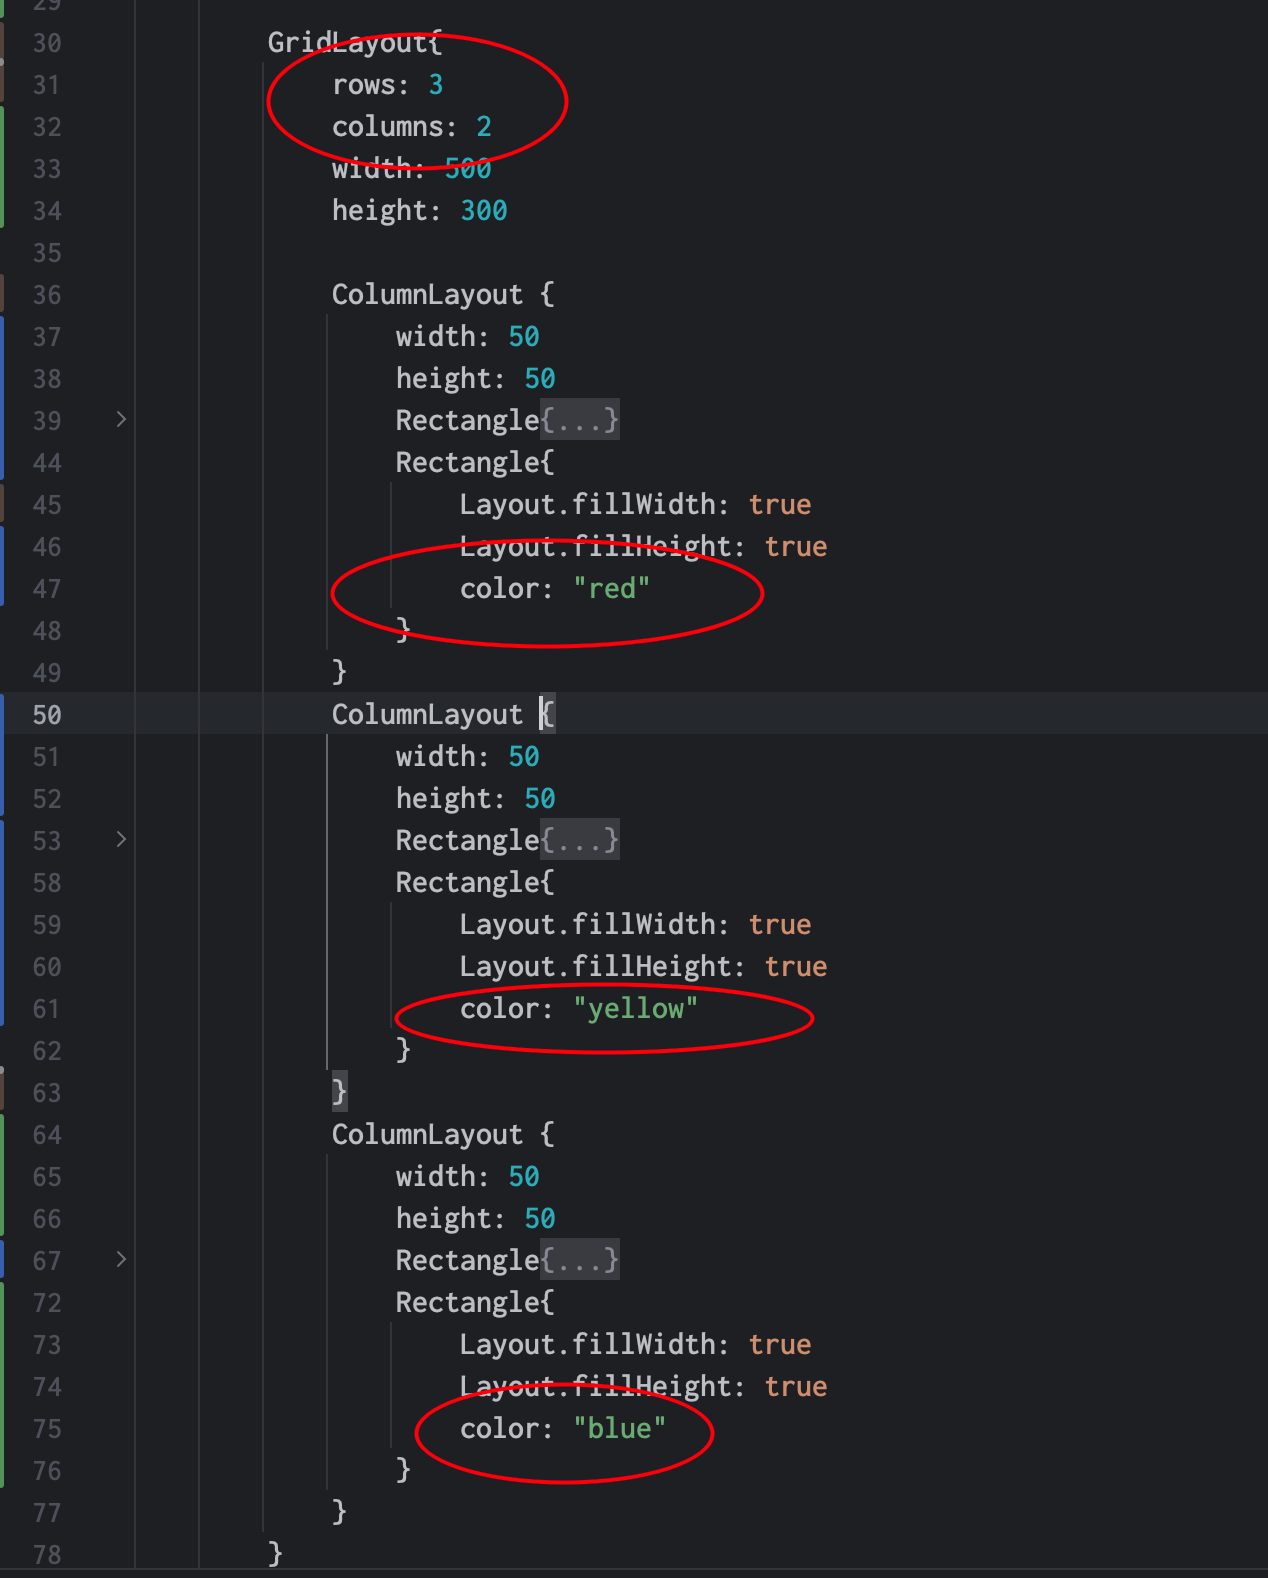 29
30 GridLayout{
31 rows: 3
32 columns: 2
33 width: 500
34 height: 300
35
36 ColumnLayout {
37 width: 50
38 height: 50
39 Rectangle{...}
44 Rectangle{
45 Layout.fillWidth: true
46 Layout.fillHeight: true
47 color: "red"
48 }
49 }
50 ColumnLayout {
51 width: 50
52 height: 50
53 Rectangle{...}
58 Rectangle{
59 Layout.fillWidth: true
60 Layout.fillHeight: true
61 color: "yellow"
62 }
63 }
64 ColumnLayout {
65 width: 50
66 height: 50
67 Rectangle{...}
72 Rectangle{
73 Layout.fillWidth: true
74 Layout.fillHeight: true
75 color: "blue"
76 }
77 }
78 }